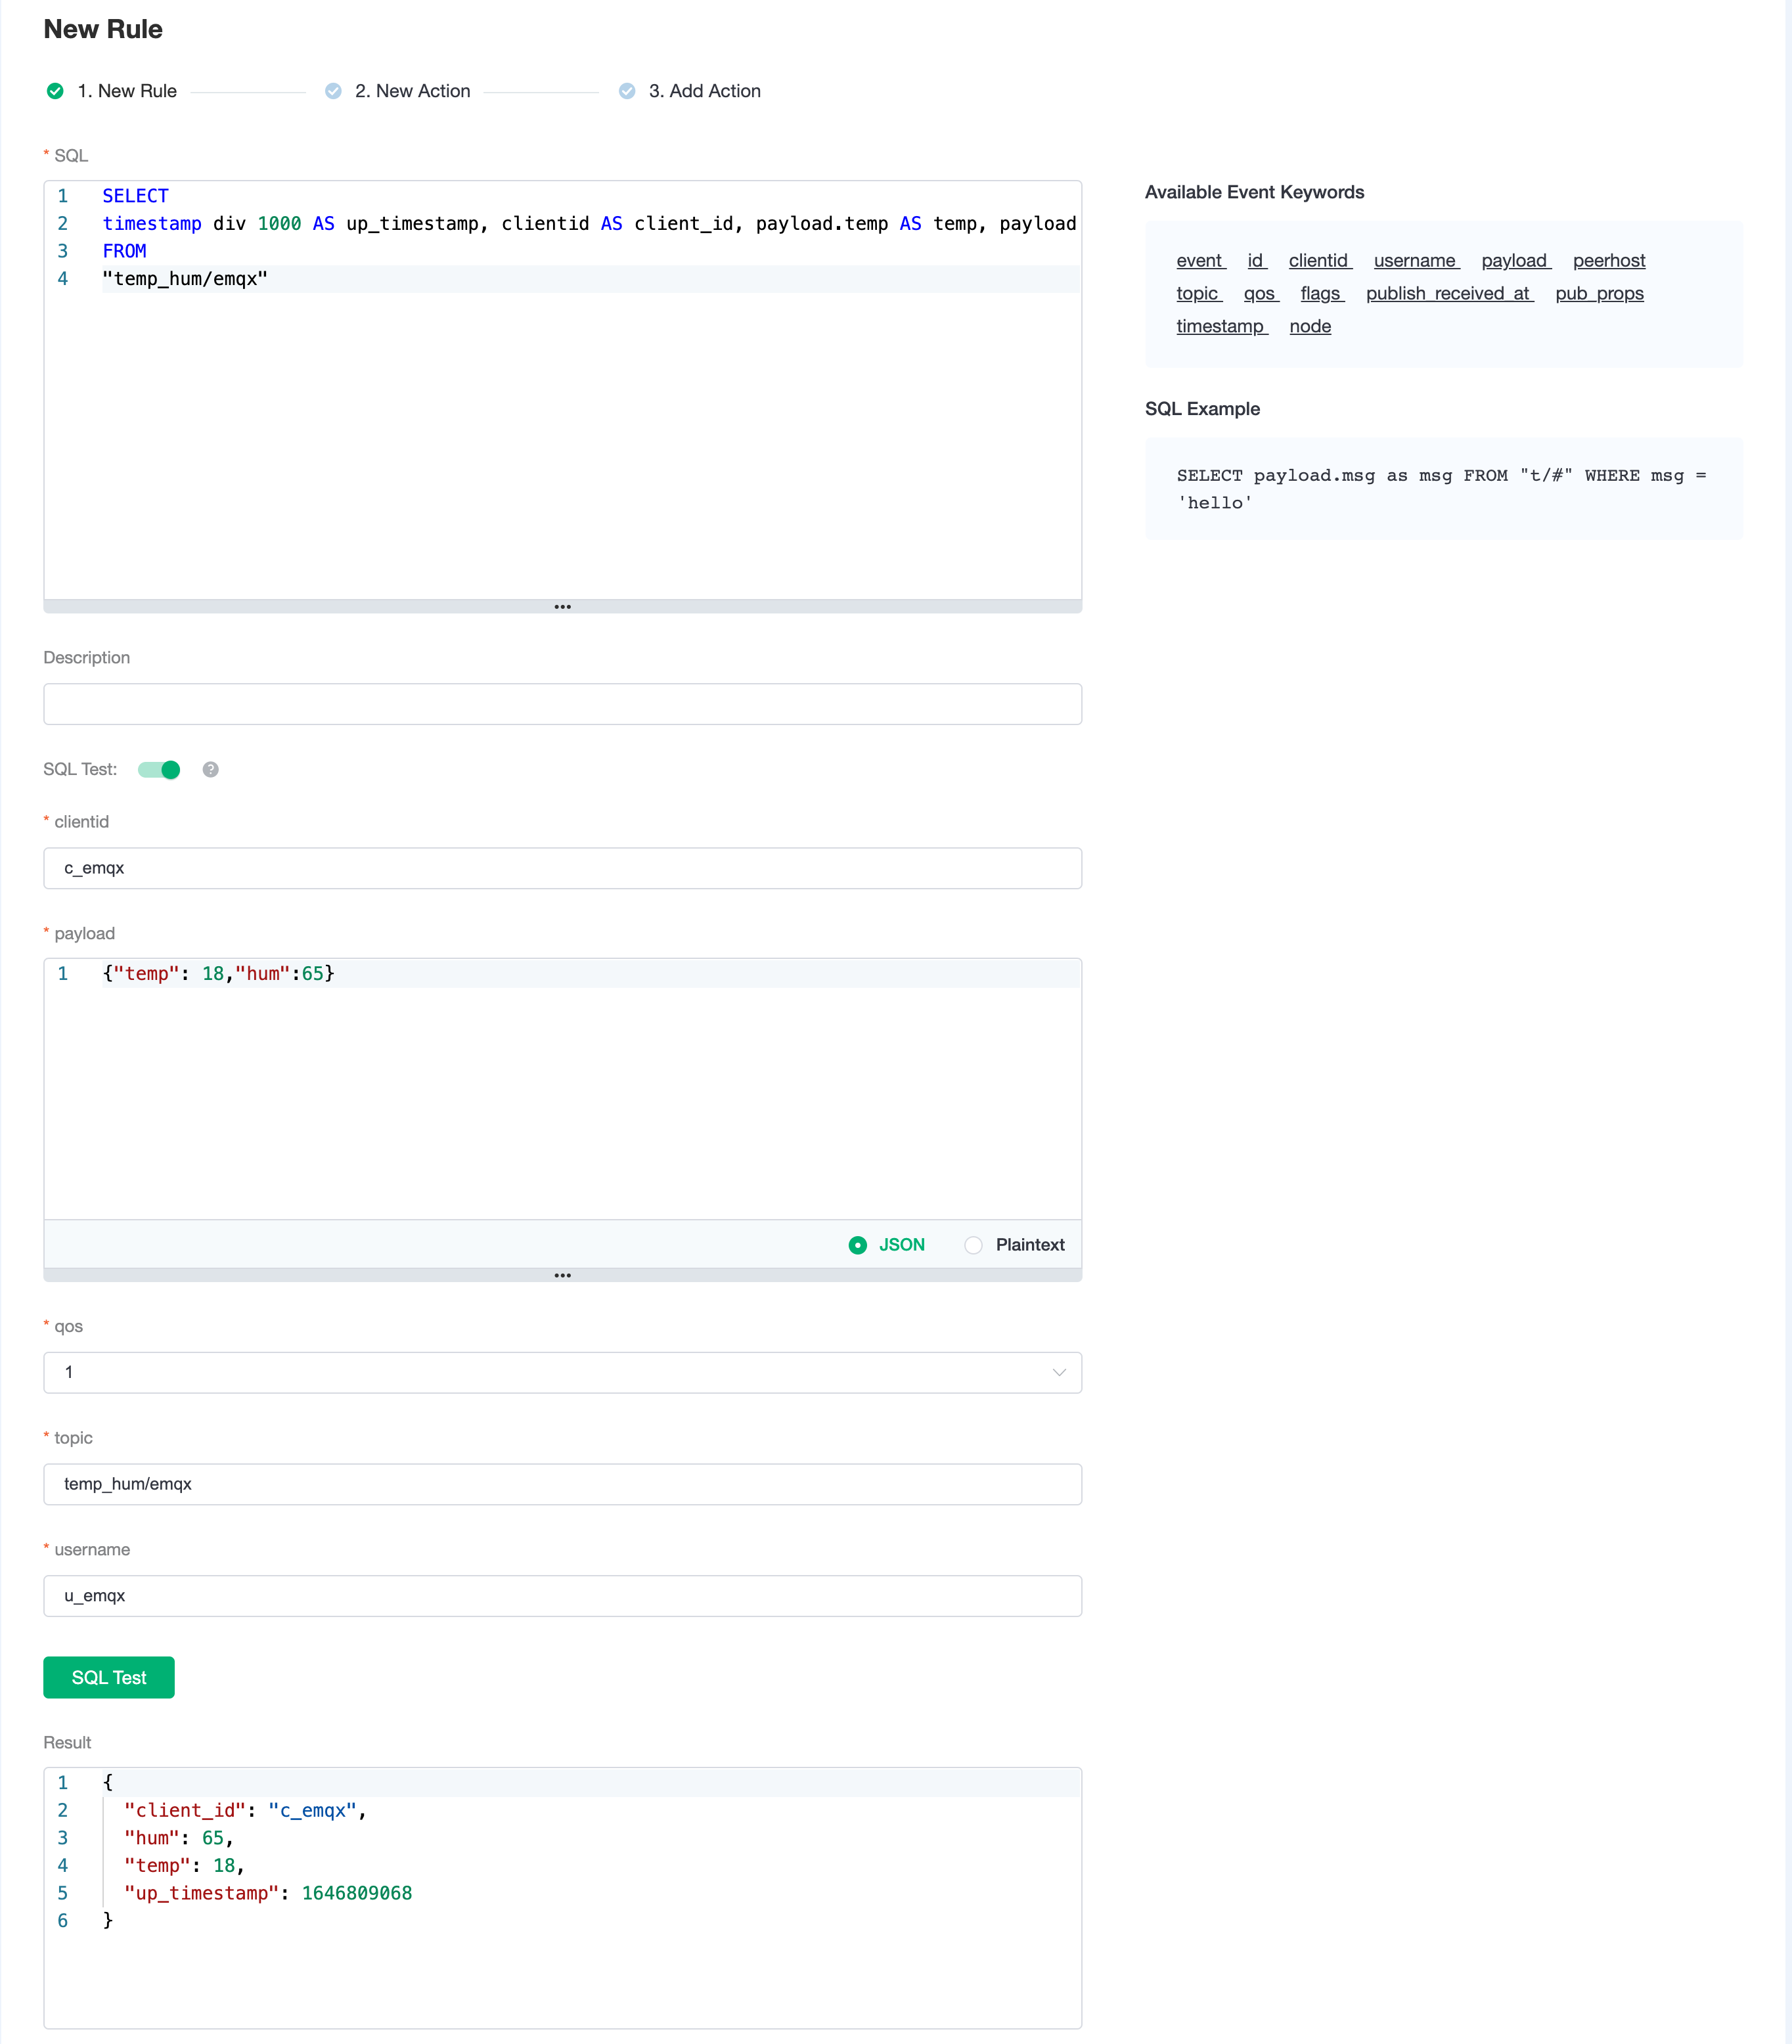 New Rule
1. New Rule
2. New Action
3. Add Action
* SQL
1 SELECT
2 timestamp div 1000 AS up_timestamp, clientid AS client_id, payload.temp AS temp, payload
3 FROM
4 "temp_hum/emqx"
Available Event Keywords
event id clientid username payload peerhost
topic qos flags publish_received_at pub_props
timestamp node
SQL Example
SELECT payload.msg as msg FROM "t/#" WHERE msg =
'hello'
Description
SQL Test: ?
* clientid
c_emqx
* payload
1 {"temp": 18,"hum":65}
JSON Plaintext
* qos
1
* topic
temp_hum/emqx
* username
u_emqx
SQL Test
Result
1 {
2 "client_id": "c_emqx",
3 "hum": 65,
4 "temp": 18,
5 "up_timestamp": 1646809068
6 }